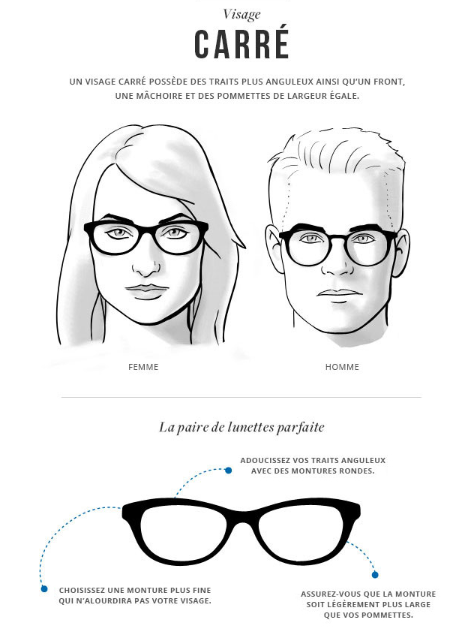 Visage
CARRÉ
UN VISAGE CARRÉ POSSÈDE DES TRAITS PLUS ANGULEUX AINSI QU'UN FRONT,
UNE MÂCHOIRE ET DES POMMETTES DE LARGEUR ÉGALE.
FEMME
HOMME
La paire de lunettes parfaite
ADOUCISSEZ VOS TRAITS ANGULEUX
AVEC DES MONTURES RONDES.
CHOISISSEZ UNE MONTURE PLUS FINE
QUI N'ALOURDIRA PAS VOTRE VISAGE.
ASSUREZ-VOUS QUE LA MONTURE
SOIT LÉGÈREMENT PLUS LARGE
QUE VOS POMMETTES.